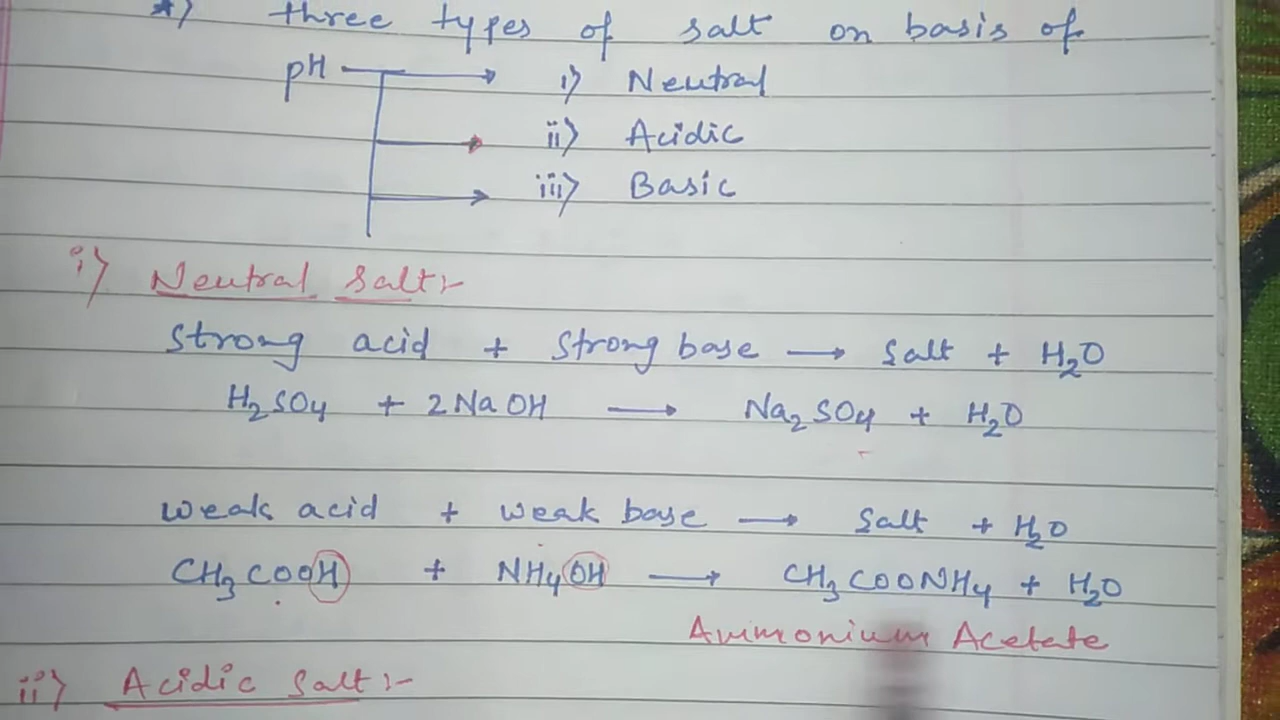 *) three types of salt on basis of
pH → i) Neutral
→ ii) Acidic
→ iii) Basic
i) Neutral Salt:-
Strong acid + Strong base → Salt + H₂O
H₂SO₄ + 2NaOH → Na₂SO₄ + H₂O
weak acid + weak base → Salt + H₂O
CH₃COOH + NH₄OH → CH₃COONH₄ + H₂O
Ammonium Acetate
ii) Acidic Salt:-